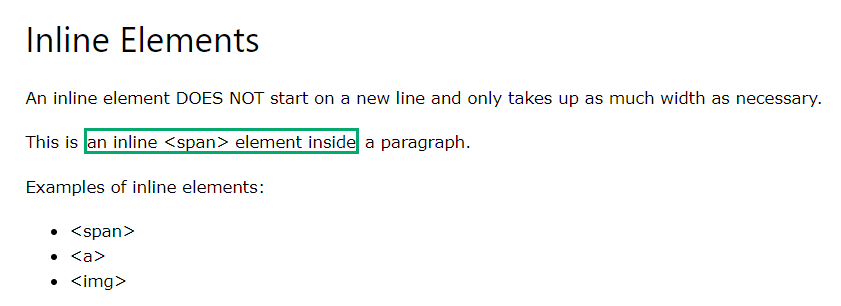 Inline Elements
An inline element DOES NOT start on a new line and only takes up as much width as necessary.
This is an inline <span> element inside a paragraph.
Examples of inline elements:
• <span>
• <a>
• <img>